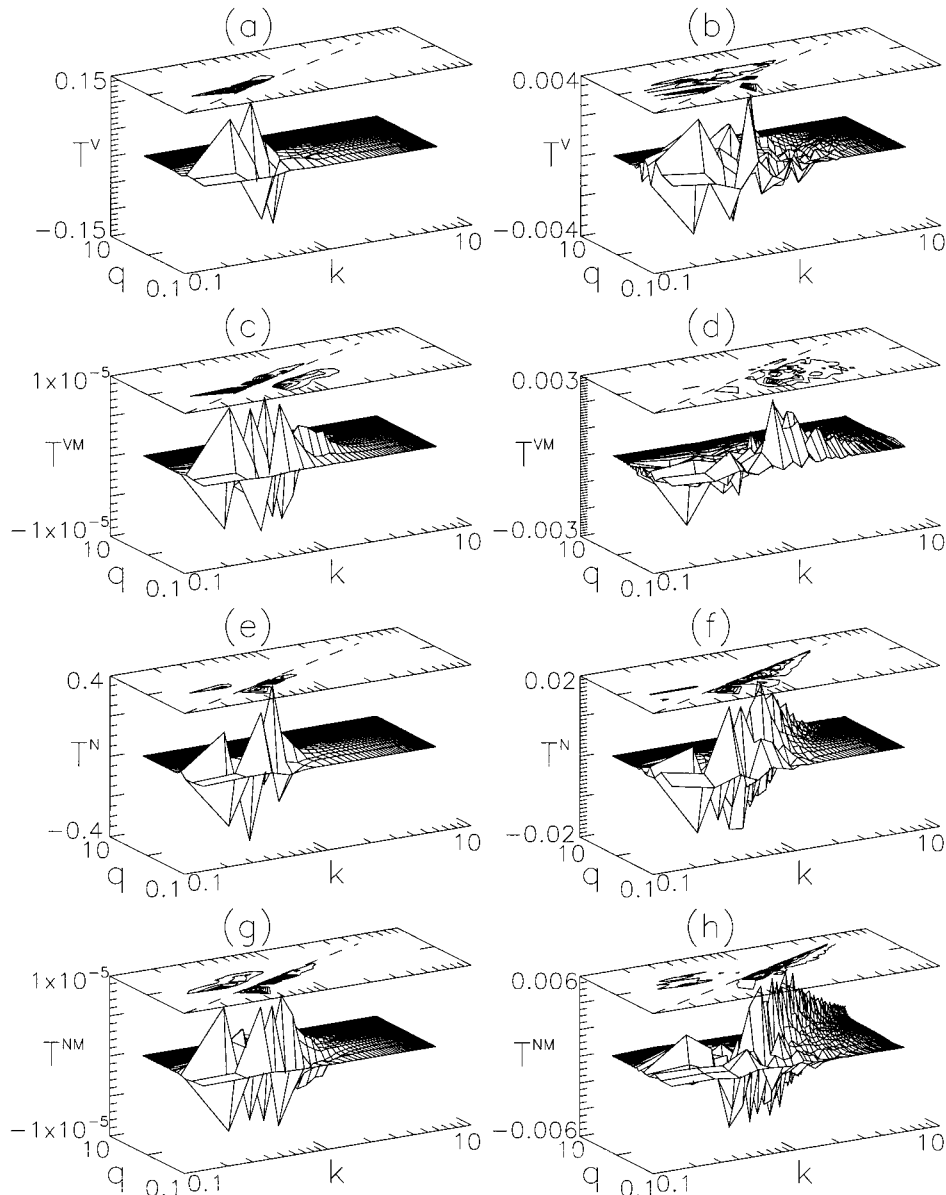 (a)
0.15
T^V
−0.15
10
q
0.1
0.1
k
10
(b)
0.004
T^V
−0.004
10
q
0.1
0.1
k
10
(c)
1x10^-5
T^VM
−1x10^-5
10
q
0.1
0.1
k
10
(d)
0.003
T^VM
−0.003
10
q
0.1
0.1
k
10
(e)
0.4
T^N
−0.4
10
q
0.1
0.1
k
10
(f)
0.02
T^N
−0.02
10
q
0.1
0.1
k
10
(g)
1x10^-5
T^NM
−1x10^-5
10
q
0.1
0.1
k
10
(h)
0.006
T^NM
−0.006
10
q
0.1
0.1
k
10